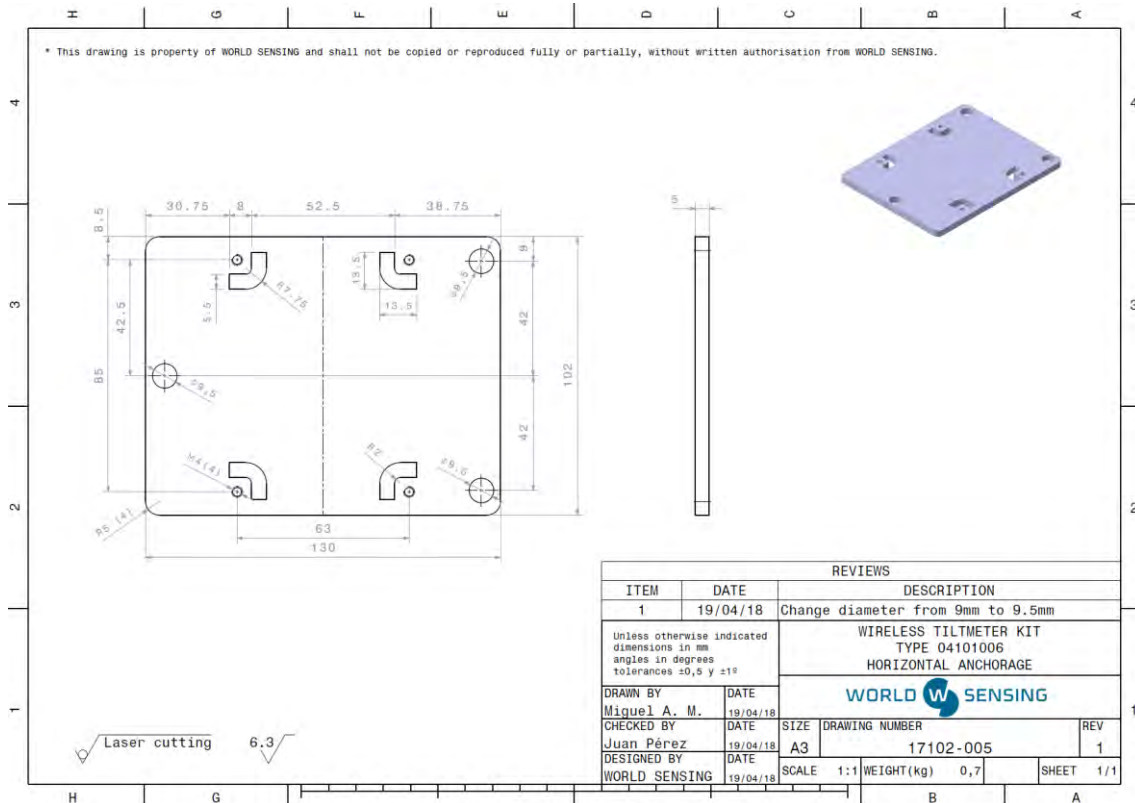 H G F E D C B A
* This drawing is property of WORLD SENSING and shall not be copied or reproduced fully or partially, without written authorisation from WORLD SENSING.
4 4
30.75 8 52.5 38.75 5
8.5 9
13.5 ø9.5
R7.75
5.5 13.5
3 3
42.5 42
85 102
ø9.5
42
M4(4) R2
2 2
R5 (4)
63
130
REVIEWS
ITEM DATE DESCRIPTION
1 19/04/18 Change diameter from 9mm to 9.5mm
Unless otherwise indicated
dimensions in mm
angles in degrees
tolerances ±0,5 y ±1º
WIRELESS TILTMETER KIT
TYPE 04101006
HORIZONTAL ANCHORAGE
WORLD W SENSING
1 1
DRAWN BY DATE
Miguel A. M. 19/04/18
CHECKED BY DATE SIZE DRAWING NUMBER REV
Juan Pérez 19/04/18 A3 17102-005 1
DESIGNED BY DATE
WORLD SENSING 19/04/18 SCALE 1:1 WEIGHT(kg) 0,7 SHEET 1/1
Laser cutting 6.3
H G B A